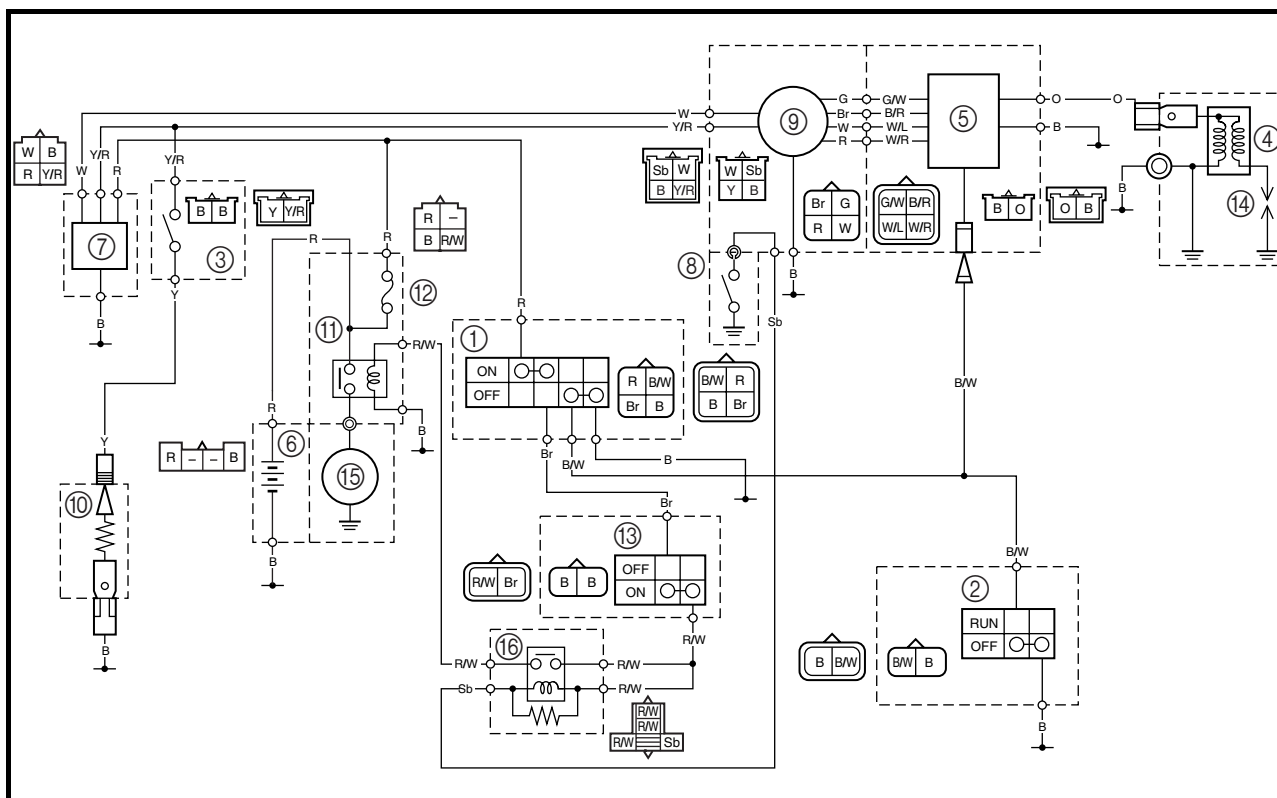 G G/W O O
W Br B/R
Y/R W W/L B
R W/R
⑨ ⑤ ④
W B
R Y/R
W Y/R R
Y/R
B B
Y Y/R
Sb W
B Y/R
W Sb
Y B
Br G
R W
G/W B/R
W/L W/R
B O
O B
B
⑭
⑦ ③
R
R –
B R/W
R
⑧
B
Sb
Y
B
⑫
⑪
R/W
R
①
ON
OFF
R B/W
Br B
B/W R
B Br
B/W
R
B
⑥
R – – B
⑮
Br
B/W
B
Y
⑩
B
B
Br
⑬
OFF
ON
R/W Br
B B
R/W
B/W
②
RUN
OFF
B B/W
B/W B
B
⑯
R/W R/W
Sb R/W
R/W
R/W
R/W Sb